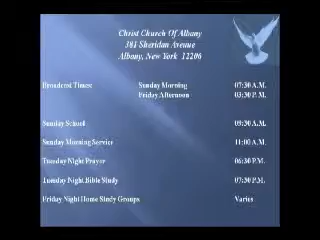 Christ Church Of Albany
381 Sheridan Avenue
Albany, New York 12206
Broadcast Times: Sunday Morning 07:30 A.M.
Friday Afternoon 03:30 P.M.
Sunday School 09:30 A.M.
Sunday Morning Service 11:00 A.M.
Tuesday Night Prayer 06:30 P.M.
Tuesday Night Bible Study 07:30 P.M.
Friday Night Home Study Groups Varies